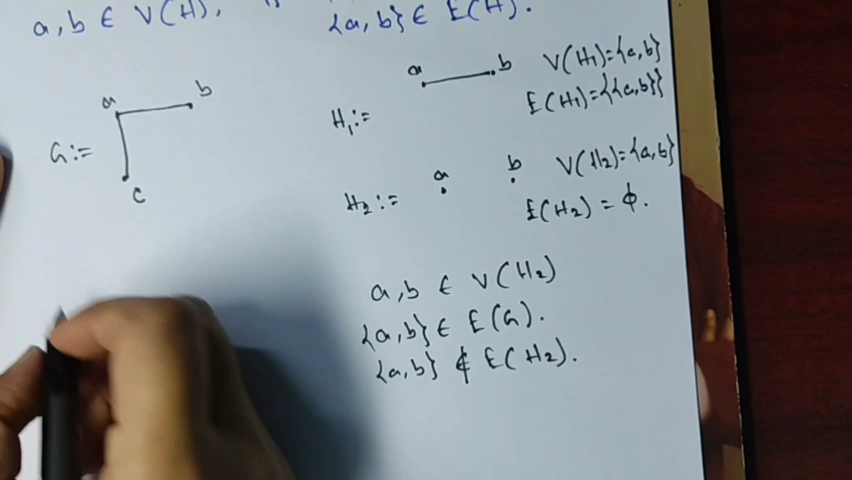 a, b ∈ V(H),
{a, b} ∈ E(H).
a b
G:=
c
a b
H₁:=
V(H₁)={a,b}
E(H₁)={{a,b}}
a b
H₂:=
V(H₂)={a,b}
E(H₂) = ϕ.
a, b ∈ V(H₂)
{a, b} ∈ E(G).
{a, b} ∉ E(H₂).